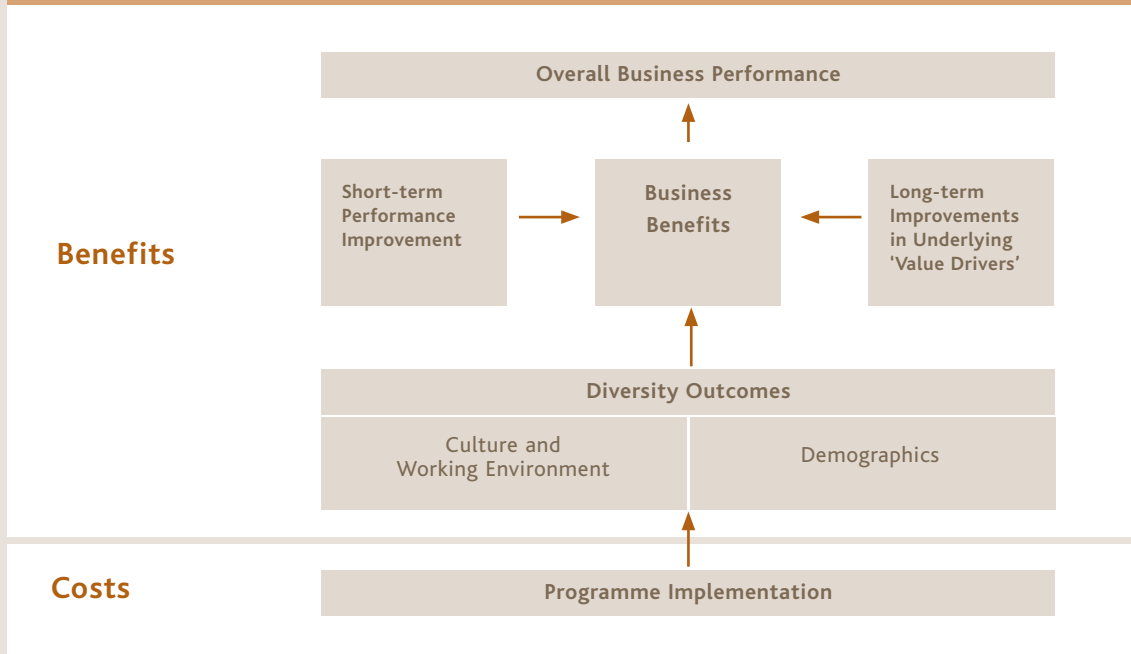 Overall Business Performance
Benefits
Short-term
Performance
Improvement
Business
Benefits
Long-term
Improvements
in Underlying
‘Value Drivers’
Diversity Outcomes
Culture and
Working Environment
Demographics
Costs
Programme Implementation